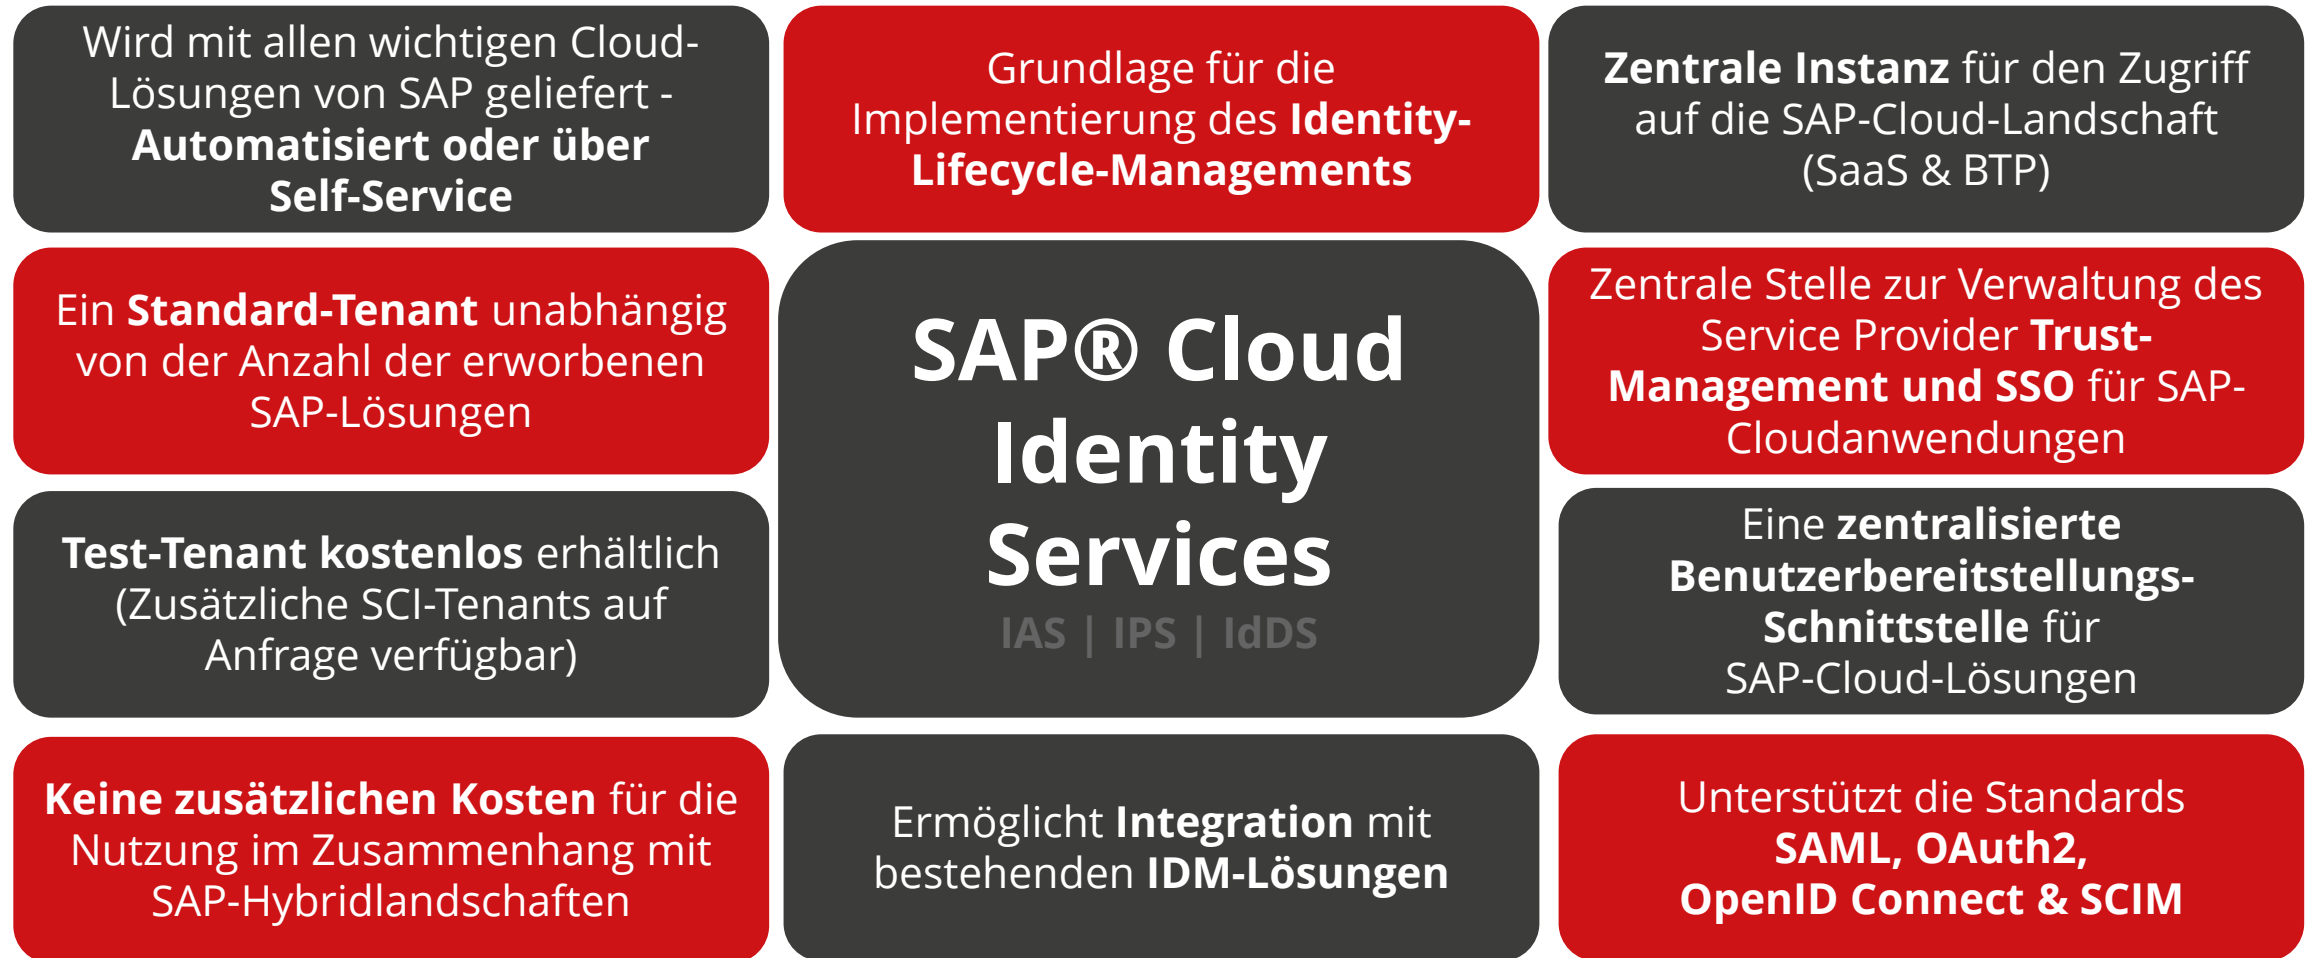 Wird mit allen wichtigen Cloud-
Lösungen von SAP geliefert -
Automatisiert oder über
Self-Service
Grundlage für die
Implementierung des Identity-
Lifecycle-Managements
Zentrale Instanz für den Zugriff
auf die SAP-Cloud-Landschaft
(SaaS & BTP)
Ein Standard-Tenant unabhängig
von der Anzahl der erworbenen
SAP-Lösungen
SAP® Cloud
Identity
Services
IAS | IPS | IdDS
Zentrale Stelle zur Verwaltung des
Service Provider Trust-
Management und SSO für SAP-
Cloudanwendungen
Test-Tenant kostenlos erhältlich
(Zusätzliche SCI-Tenants auf
Anfrage verfügbar)
Eine zentralisierte
Benutzerbereitstellungs-
Schnittstelle für
SAP-Cloud-Lösungen
Keine zusätzlichen Kosten für die
Nutzung im Zusammenhang mit
SAP-Hybridlandschaften
Ermöglicht Integration mit
bestehenden IDM-Lösungen
Unterstützt die Standards
SAML, OAuth2,
OpenID Connect & SCIM